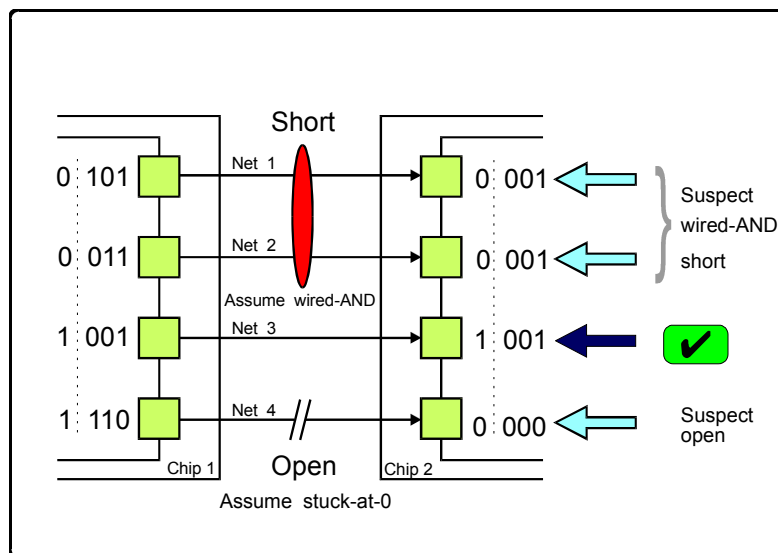 Short
0 101
Net 1
0 001
Suspect
wired-AND
short
0 011
Net 2
0 001
Assume wired-AND
1 001
Net 3
1 001
1 110
Net 4
0 000
Suspect
open
Chip 1
Open
Chip 2
Assume stuck-at-0